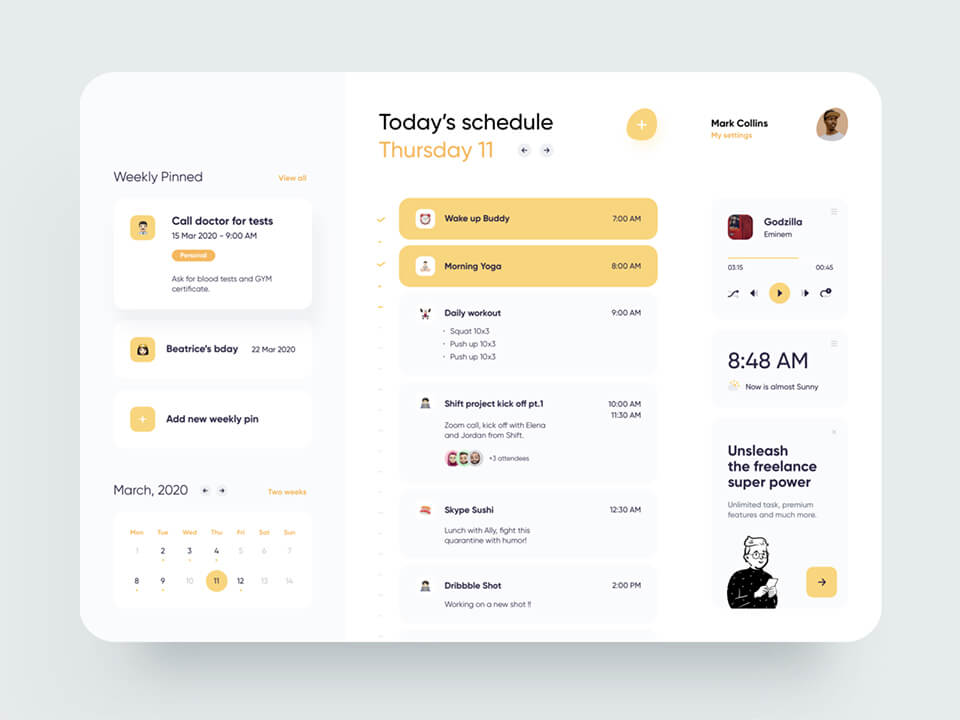 Weekly Pinned
View all
Call doctor for tests
15 Mar 2020 - 9:00 AM
Personal
Ask for blood tests and GYM
certificate.
Beatrice's bday 22 Mar 2020
Add new weekly pin
March, 2020
Two weeks
Mon Tue Wed Thu Fri Sat Sun
1 2 3 4 5 6 7
8 9 10 11 12 13 14
Today's schedule
Thursday 11
Wake up Buddy 7:00 AM
Morning Yoga 8:00 AM
Daily workout 9:00 AM
• Squat 10x3
• Push up 10x3
• Push up 10x3
Shift project kick off pt.1 10:00 AM
11:30 AM
Zoom call, kick off with Elena
and Jordan from Shift.
+3 attendees
Skype Sushi 12:30 AM
Lunch with Ally, fight this
quarantine with humor!
Dribbble Shot 2:00 PM
Working on a new shot !!
Mark Collins
My settings
Godzilla
Eminem
03:15 00:45
8:48 AM
Now is almost Sunny
Unsleash
the freelance
super power
Unlimited task, premium
features and much more.